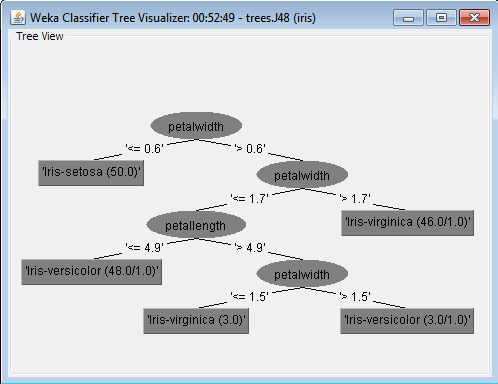 Weka Classifier Tree Visualizer: 00:52:49 - trees.J48 (iris)
Tree View
petalwidth
'<= 0.6' '> 0.6'
'Iris-setosa (50.0)' petalwidth
'<= 1.7' '> 1.7'
petallength 'Iris-virginica (46.0/1.0)'
'<= 4.9' '> 4.9'
'Iris-versicolor (48.0/1.0)' petalwidth
'<= 1.5' '> 1.5'
'Iris-virginica (3.0)' 'Iris-versicolor (3.0/1.0)'